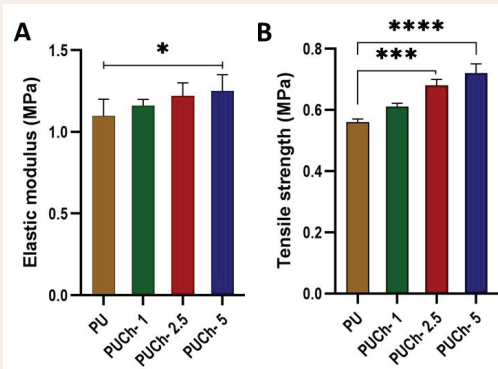 A
Elastic modulus (MPa)
1.5
1.0
0.5
0.0
*
PU
PUCh- 1
PUCh- 2.5
PUCh- 5
B
Tensile strength (MPa)
0.8
0.6
0.4
0.2
0.0
****
***
PU
PUCh- 1
PUCh- 2.5
PUCh- 5